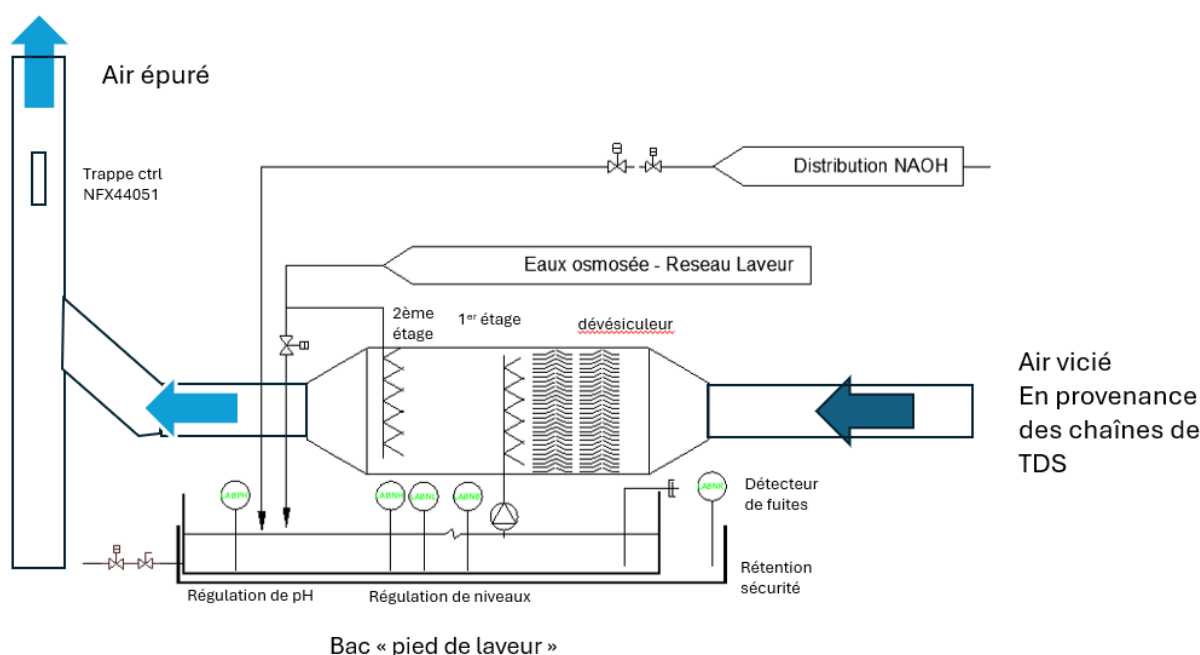 Air épuré
Trappe ctrl
NFX44051
Distribution NAOH
Eaux osmosée - Reseau Laveur
2ème
étage
1er étage
dévésiculeur
Air vicié
En provenance
des chaînes de
TDS
LABPH
LABNH
LABNB
LABNR
Détecteur
de fuites
Régulation de pH
Régulation de niveaux
Rétention
sécurité
Bac « pied de laveur »